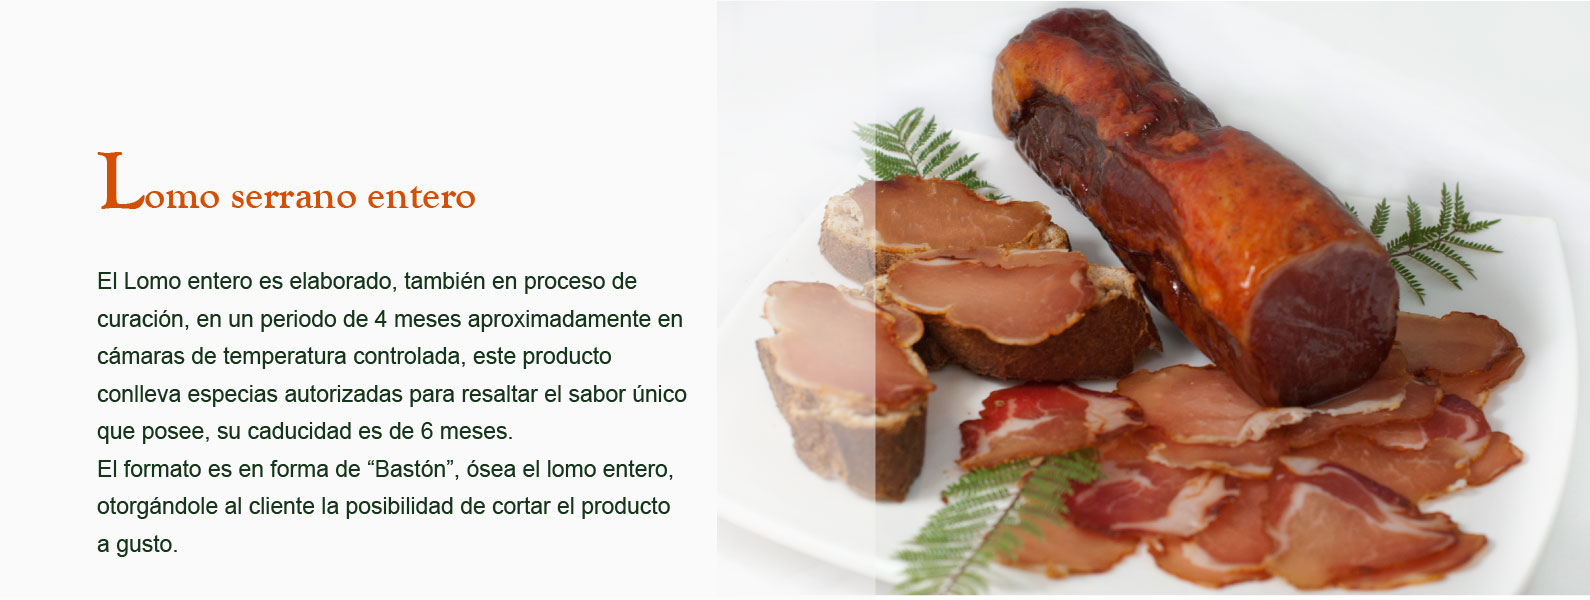 Lomo serrano entero
El Lomo entero es elaborado, también en proceso de
curación, en un periodo de 4 meses aproximadamente en
cámaras de temperatura controlada, este producto
conlleva especias autorizadas para resaltar el sabor único
que posee, su caducidad es de 6 meses.
El formato es en forma de “Bastón”, ósea el lomo entero,
otorgándole al cliente la posibilidad de cortar el producto
a gusto.